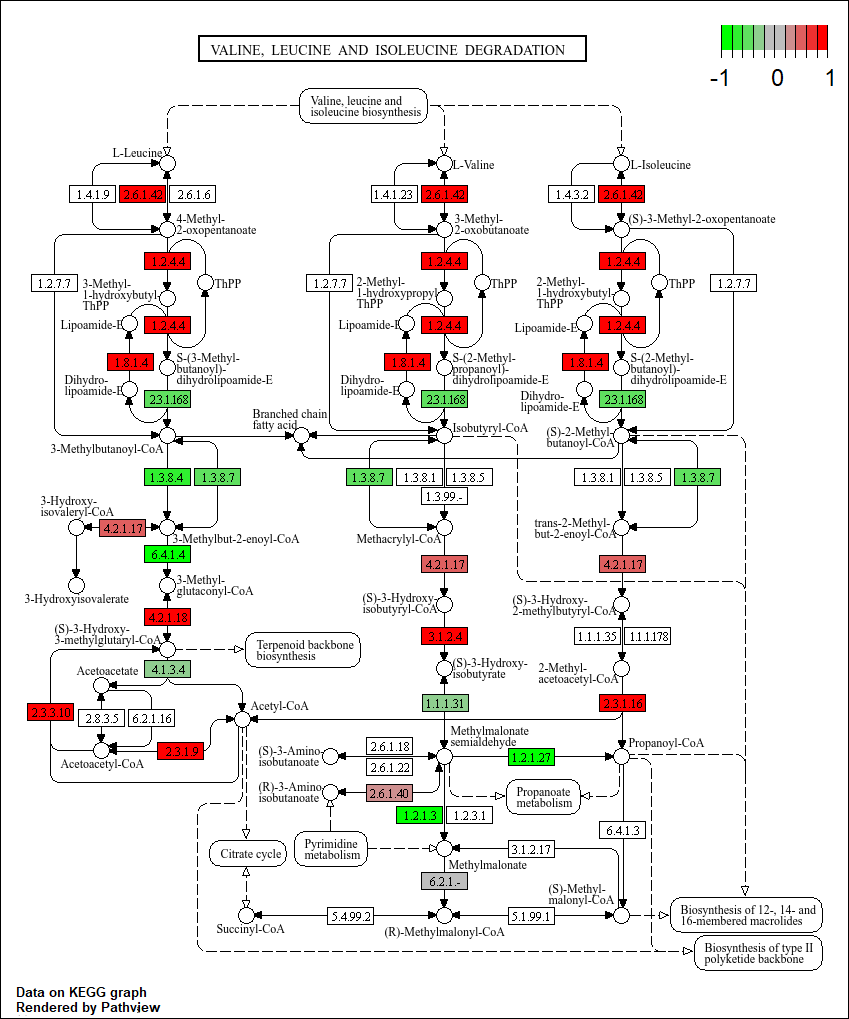 VALINE, LEUCINE AND ISOLEUCINE DEGRADATION
-1 0 1
Valine, leucine and
isoleucine biosynthesis
L-Leucine
L-Valine
L-Isoleucine
1.4.1.9
2.6.1.42
2.6.1.6
1.4.1.23
2.6.1.42
1.4.3.2
2.6.1.42
4-Methyl-
2-oxopentanoate
3-Methyl-
2-oxobutanoate
(S)-3-Methyl-2-oxopentanoate
1.2.4.4
1.2.4.4
1.2.4.4
1.2.7.7
3-Methyl-
1-hydroxybutyl-
ThPP
ThPP
1.2.7.7
2-Methyl-
1-hydroxypropyl-
ThPP
ThPP
2-Methyl-
1-hydroxybutyl-
ThPP
ThPP
1.2.7.7
Lipoamide-E
1.2.4.4
Lipoamide-E
1.2.4.4
Lipoamide-E
1.2.4.4
1.8.1.4
S-(3-Methyl-
butanoyl)-
dihydrolipoamide-E
1.8.1.4
S-(2-Methyl-
propanoyl)-
dihydrolipoamide-E
1.8.1.4
S-(2-Methyl-
butanoyl)-
dihydrolipoamide-E
Dihydro-
lipoamide-E
2.3.1.168
Dihydro-
lipoamide-E
2.3.1.168
Dihydro-
lipoamide-E
2.3.1.168
Branched chain
fatty acid
3-Methylbutanoyl-CoA
Isobutyryl-CoA
(S)-2-Methyl-
butanoyl-CoA
1.3.8.4
1.3.8.7
1.3.8.7
1.3.8.1
1.3.8.5
1.3.99.-
1.3.8.1
1.3.8.5
1.3.8.7
3-Hydroxy-
isovaleryl-CoA
4.2.1.17
3-Methylbut-2-enoyl-CoA
Methacrylyl-CoA
trans-2-Methyl-
but-2-enoyl-CoA
6.4.1.4
4.2.1.17
4.2.1.17
3-Hydroxyisovalerate
3-Methyl-
glutaconyl-CoA
(S)-3-Hydroxy-
isobutyryl-CoA
(S)-3-Hydroxy-
2-methylbutyryl-CoA
4.2.1.18
3.1.2.4
1.1.1.35
1.1.1.178
(S)-3-Hydroxy-
3-methylglutaryl-CoA
Terpenoid backbone
biosynthesis
4.1.3.4
Acetoacetate
(S)-3-Hydroxy-
isobutyrate
2-Methyl-
acetoacetyl-CoA
2.3.3.10
2.8.3.5
6.2.1.16
Acetyl-CoA
1.1.1.31
2.3.1.16
2.3.1.9
Acetoacetyl-CoA
Methylmalonate
semialdehyde
Propanoyl-CoA
(S)-3-Amino-
isobutanoate
2.6.1.18
2.6.1.22
1.2.1.27
(R)-3-Amino-
isobutanoate
2.6.1.40
Propanoate
metabolism
1.2.1.3
1.2.3.1
6.4.1.3
Citrate cycle
Pyrimidine
metabolism
3.1.2.17
Methylmalonate
6.2.1.-
(S)-Methyl-
malonyl-CoA
Succinyl-CoA
5.4.99.2
(R)-Methylmalonyl-CoA
5.1.99.1
Biosynthesis of 12-, 14- and
16-membered macrolides
Biosynthesis of type II
polyketide backbone
Data on KEGG graph
Rendered by Pathview